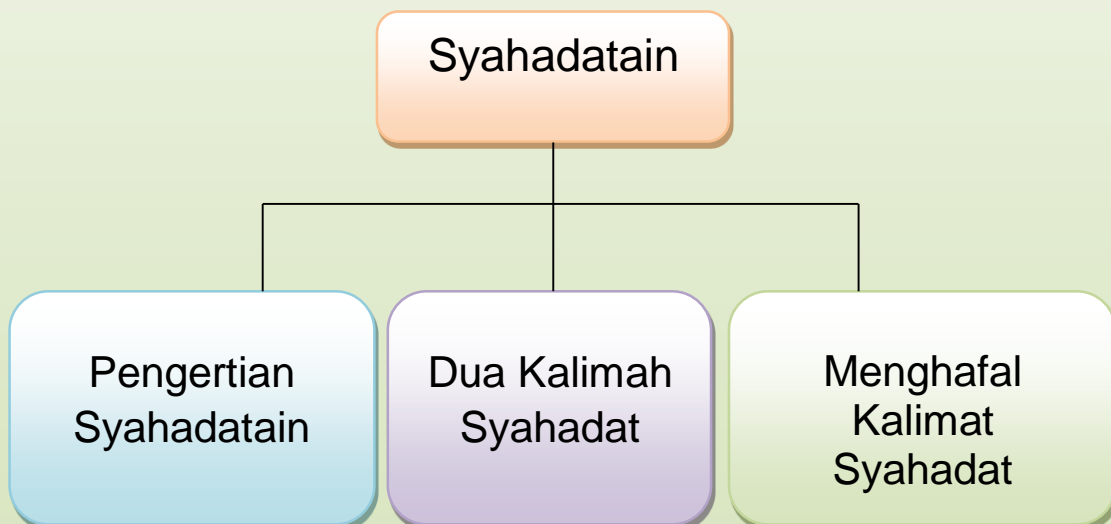 Syahadatain
Pengertian
Syahadatain
Dua Kalimah
Syahadat
Menghafal
Kalimat
Syahadat